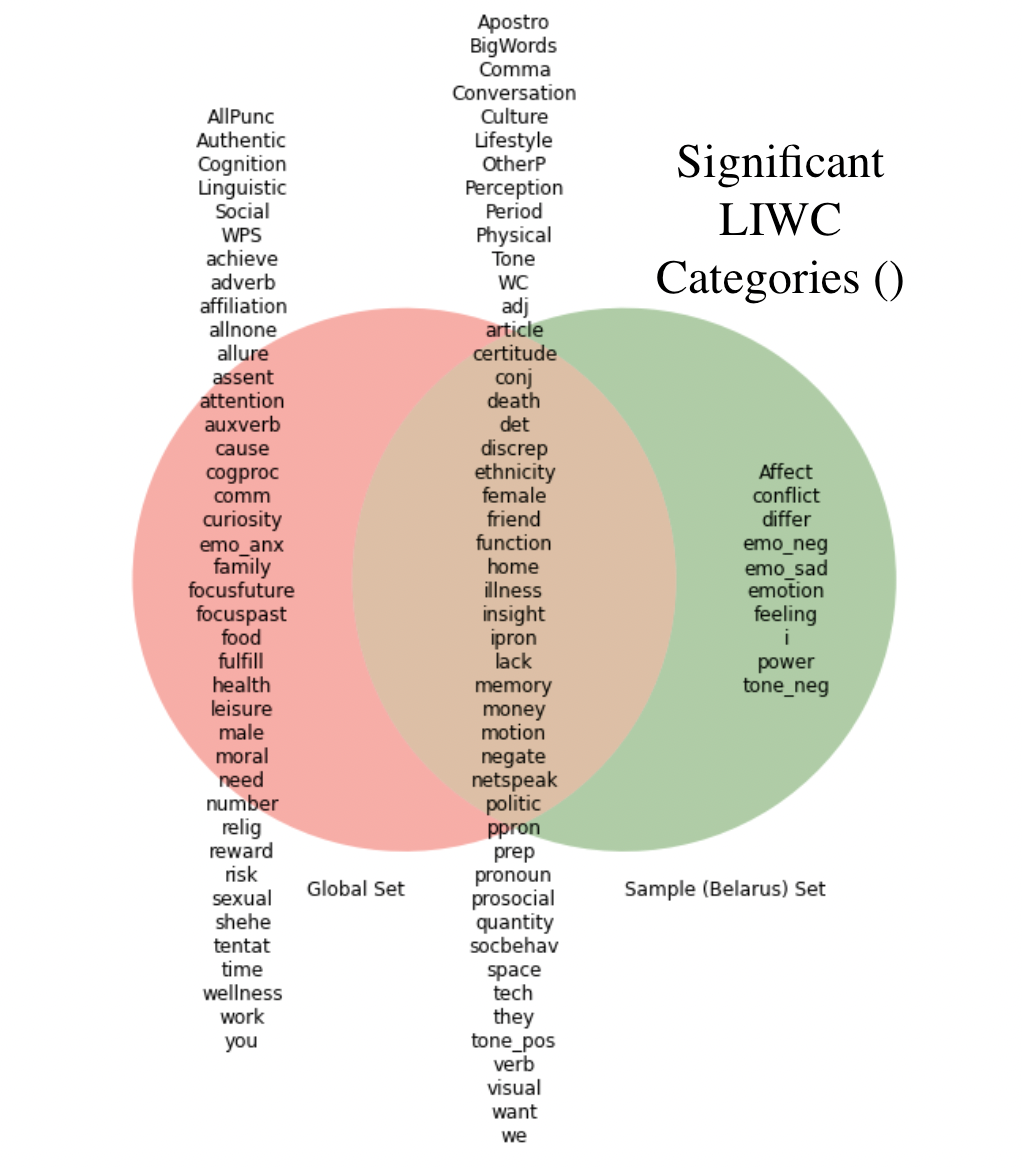 Significant
LIWC
Categories ()
AllPunc
Authentic
Cognition
Linguistic
Social
WPS
achieve
adverb
affiliation
allnone
allure
assent
attention
auxverb
cause
cogproc
comm
curiosity
emo_anx
family
focusfuture
focuspast
food
fulfill
health
leisure
male
moral
need
number
relig
reward
risk
sexual
shehe
tentat
time
wellness
work
you
Apostro
BigWords
Comma
Conversation
Culture
Lifestyle
OtherP
Perception
Period
Physical
Tone
WC
adj
article
certitude
conj
death
det
discrep
ethnicity
female
friend
function
home
illness
insight
ipron
lack
memory
money
motion
negate
netspeak
politic
ppron
prep
pronoun
prosocial
quantity
socbehav
space
tech
they
tone_pos
verb
visual
want
we
Affect
conflict
differ
emo_neg
emo_sad
emotion
feeling
i
power
tone_neg
Global Set
Sample (Belarus) Set